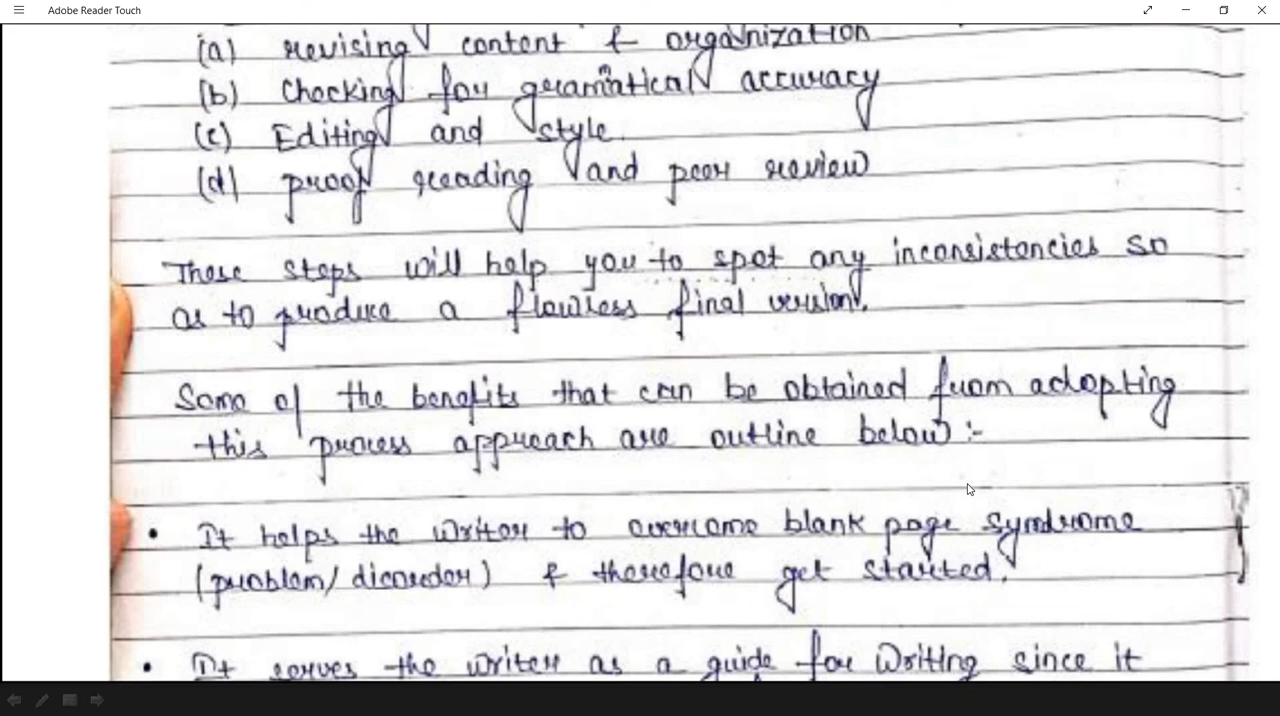 Adobe Reader Touch
(a) revising content & organization
(b) Checking for grammatical accuracy
(c) Editing and style.
(d) proof reading and peer review
These steps will help you to spot any inconsistencies so
as to produce a flawless final version.
Some of the benefits that can be obtained from adopting
this process approach are outline below :-
• It helps the writer to overcome blank page syndrome
(problem/disorder) & therefore get started.
• It serves the writer as a guide for writing since it